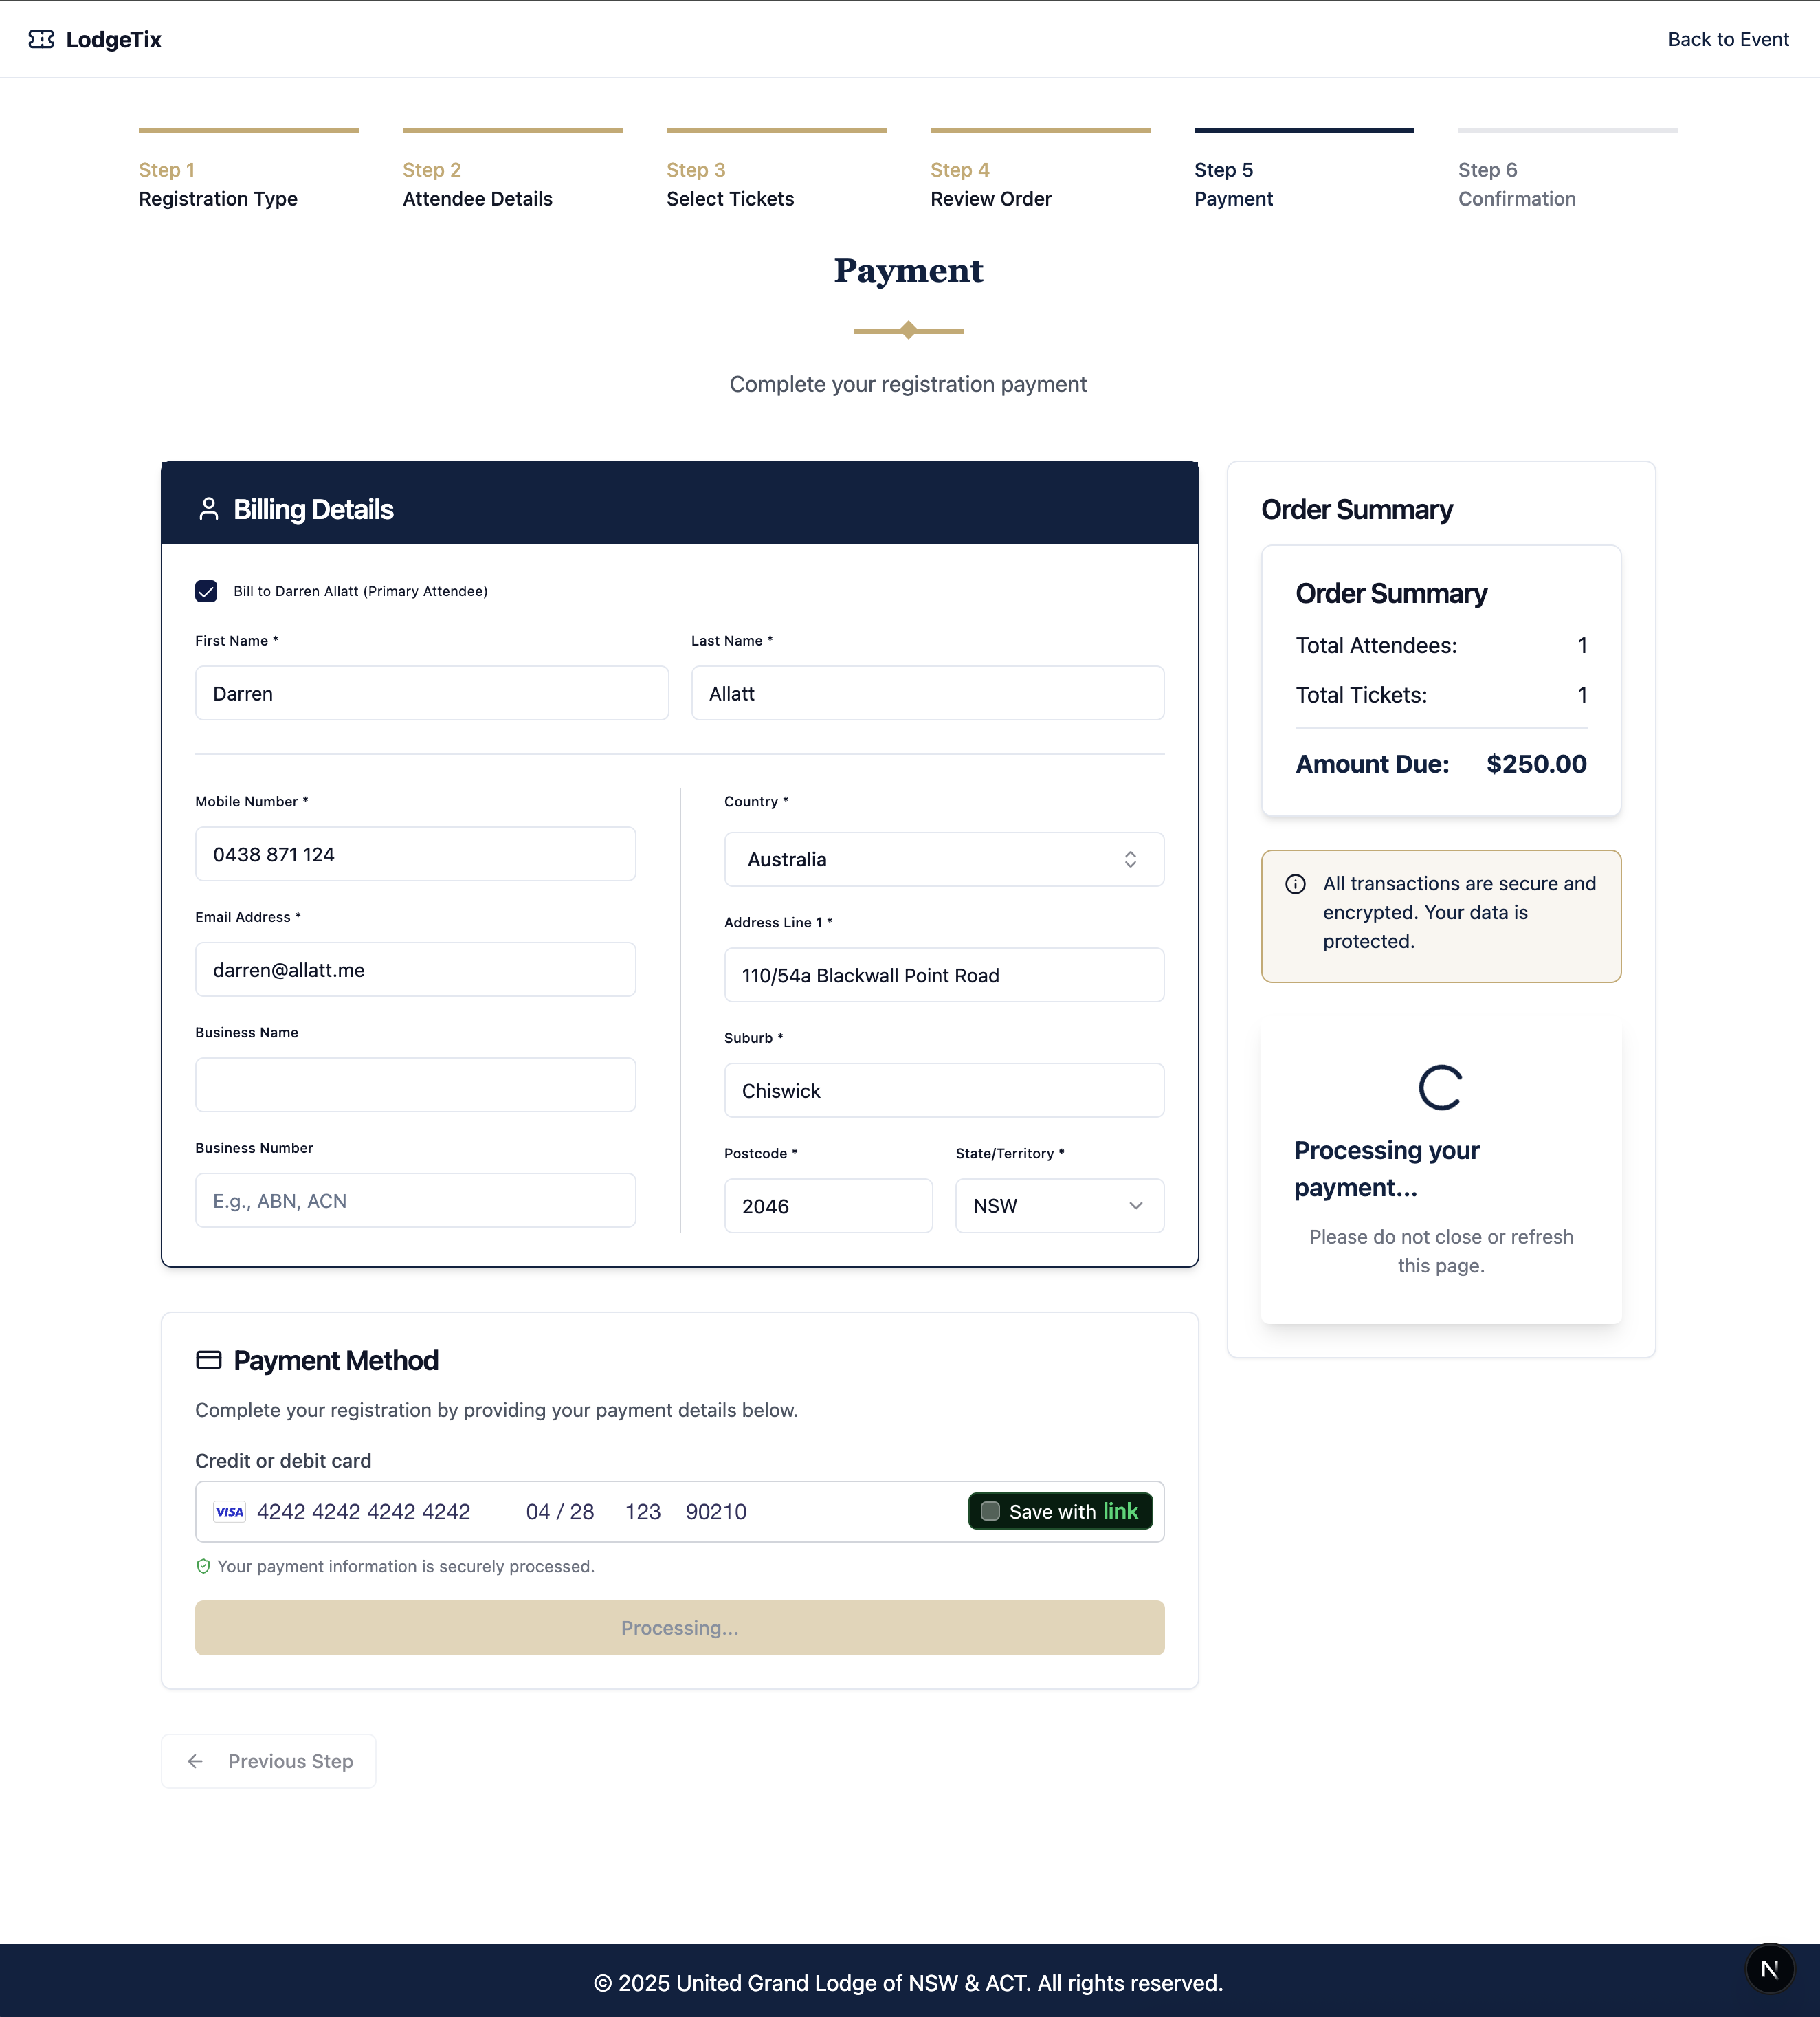 LodgeTix
Back to Event
Step 1
Registration Type
Step 2
Attendee Details
Step 3
Select Tickets
Step 4
Review Order
Step 5
Payment
Step 6
Confirmation
Payment
Complete your registration payment
Billing Details
Bill to Darren Allatt (Primary Attendee)
First Name *
Darren
Last Name *
Allatt
Mobile Number *
0438 871 124
Email Address *
darren@allatt.me
Business Name
Business Number
E.g., ABN, ACN
Country *
Australia
Address Line 1 *
110/54a Blackwall Point Road
Suburb *
Chiswick
Postcode *
2046
State/Territory *
NSW
Payment Method
Complete your registration by providing your payment details below.
Credit or debit card
VISA 4242 4242 4242 4242 04 / 28 123 90210 Save with link
Your payment information is securely processed.
Processing...
Previous Step
Order Summary
Order Summary
Total Attendees: 1
Total Tickets: 1
Amount Due: $250.00
All transactions are secure and
encrypted. Your data is
protected.
Processing your
payment...
Please do not close or refresh
this page.
© 2025 United Grand Lodge of NSW & ACT. All rights reserved.
N